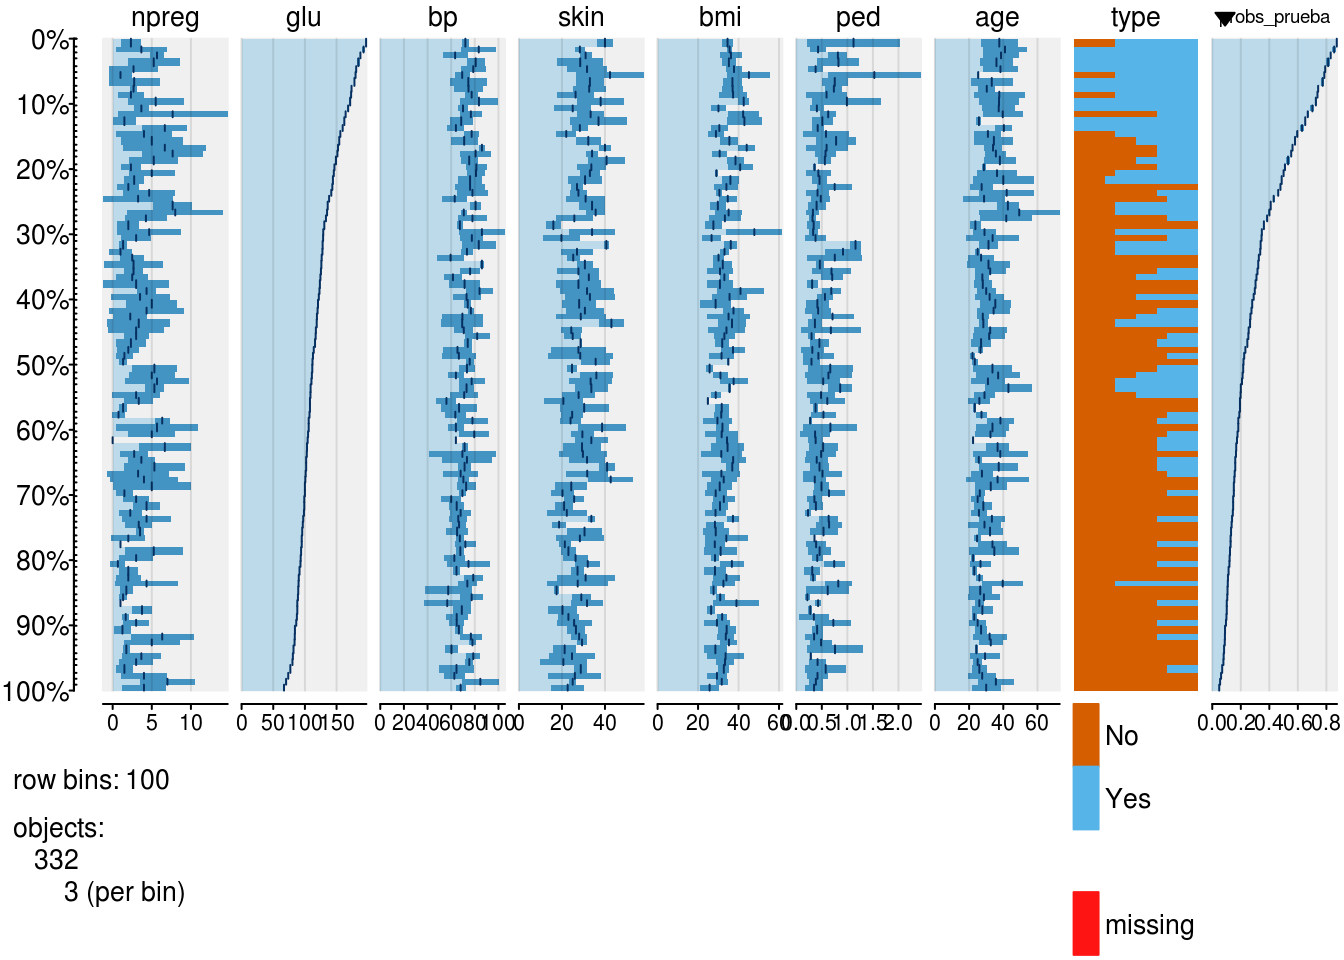 npreg glu bp skin bmi ped age type probs_prueba
0%
10%
20%
30%
40%
50%
60%
70%
80%
90%
100%
0 5 10 0 50 100 150 0 20 40 60 80 100 0 20 40 0 20 40 60 0.0 0.5 1.0 1.5 2.0 0 20 40 60 0.0 0.2 0.4 0.6 0.8
No
Yes
missing
row bins: 100
objects:
332
3 (per bin)